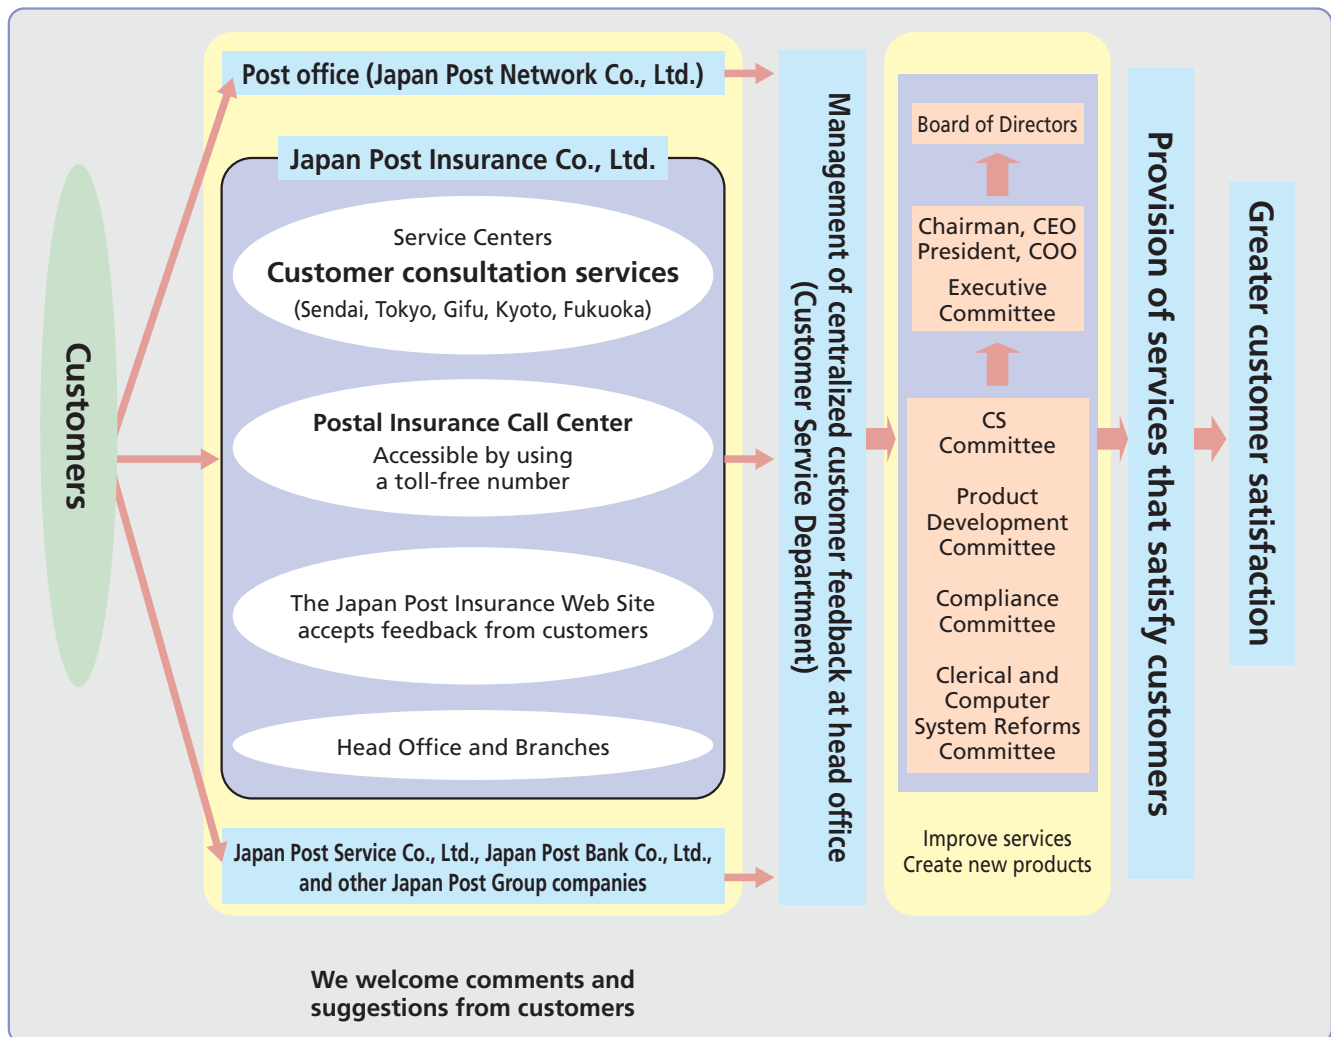 Customers
Post office (Japan Post Network Co., Ltd.)
Japan Post Insurance Co., Ltd.
Service Centers
Customer consultation services
(Sendai, Tokyo, Gifu, Kyoto, Fukuoka)
Postal Insurance Call Center
Accessible by using
a toll-free number
The Japan Post Insurance Web Site
accepts feedback from customers
Head Office and Branches
Japan Post Service Co., Ltd., Japan Post Bank Co., Ltd.,
and other Japan Post Group companies
We welcome comments and
suggestions from customers
Management of centralized customer feedback at head office
(Customer Service Department)
Board of Directors
Chairman, CEO
President, COO
Executive
Committee
CS
Committee
Product
Development
Committee
Compliance
Committee
Clerical and
Computer
System Reforms
Committee
Improve services
Create new products
Provision of services that satisfy customers
Greater customer satisfaction